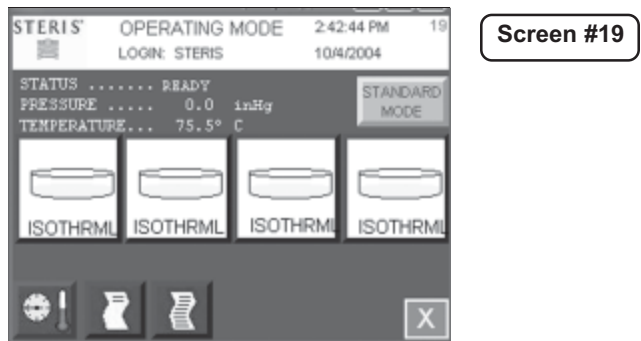 STERIS® OPERATING MODE 2:42:44 PM 19
LOGIN: STERIS 10/4/2004
STATUS ....... READY
PRESSURE ..... 0.0 inHg
TEMPERATURE... 75.5° C
STANDARD
MODE
ISOTHRML ISOTHRML ISOTHRML ISOTHRML
X
Screen #19